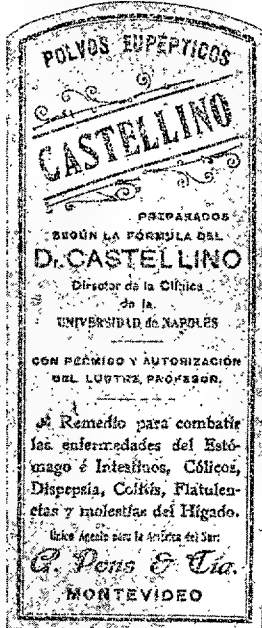 POLVOS EUPÉPTICOS
CASTELLINO
PREPARADOS
SEGÚN LA FÓRMULA DEL
Dr. CASTELLINO
Director de la Clínica
de la
UNIVERSIDAD de NAPOLES
CON PERMISO Y AUTORIZACIÓN
DEL ILUSTRE PROFESOR.
Remedio para combatir
las enfermedades del Estó-
mago é Intestinos, Cólicos,
Dispepsia, Colitis, Flatulen-
cias y molestias del Hígado.
Único Agente para la América del Sur:
G. Pons & Cía.
MONTEVIDEO